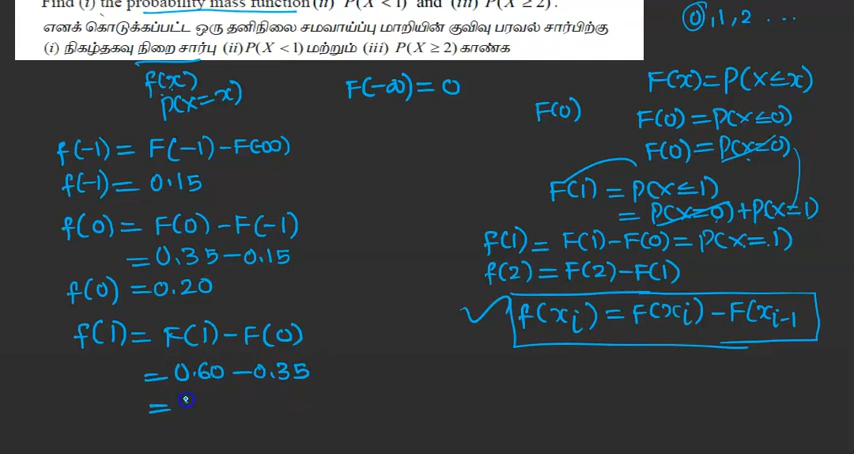 Find (i) the probability mass function (ii) P(X < 1) and (iii) P(X ≥ 2).
எனக் கொடுக்கப்பட்ட ஒரு தனிநிலை சமவாய்ப்பு மாறியின் குவிவு பரவல் சார்பிற்கு
(i) நிகழ்தகவு நிறை சார்பு (ii) P(X < 1) மற்றும் (iii) P(X ≥ 2) காண்க
0, 1, 2 ...
f(x)
P(X=x)
f(-1) = F(-1) - F(-∞)
f(-1) = 0.15
f(0) = F(0) - F(-1)
= 0.35 - 0.15
f(0) = 0.20
f(1) = F(1) - F(0)
= 0.60 - 0.35
=
F(-∞) = 0
F(0)
F(x) = P(X ≤ x)
F(0) = P(X ≤ 0)
F(0) = P(X=0)
F(1) = P(X ≤ 1)
= P(X=0) + P(X=1)
f(1) = F(1) - F(0) = P(X=1)
f(2) = F(2) - F(1)
f(xi) = F(xi) - F(xi-1